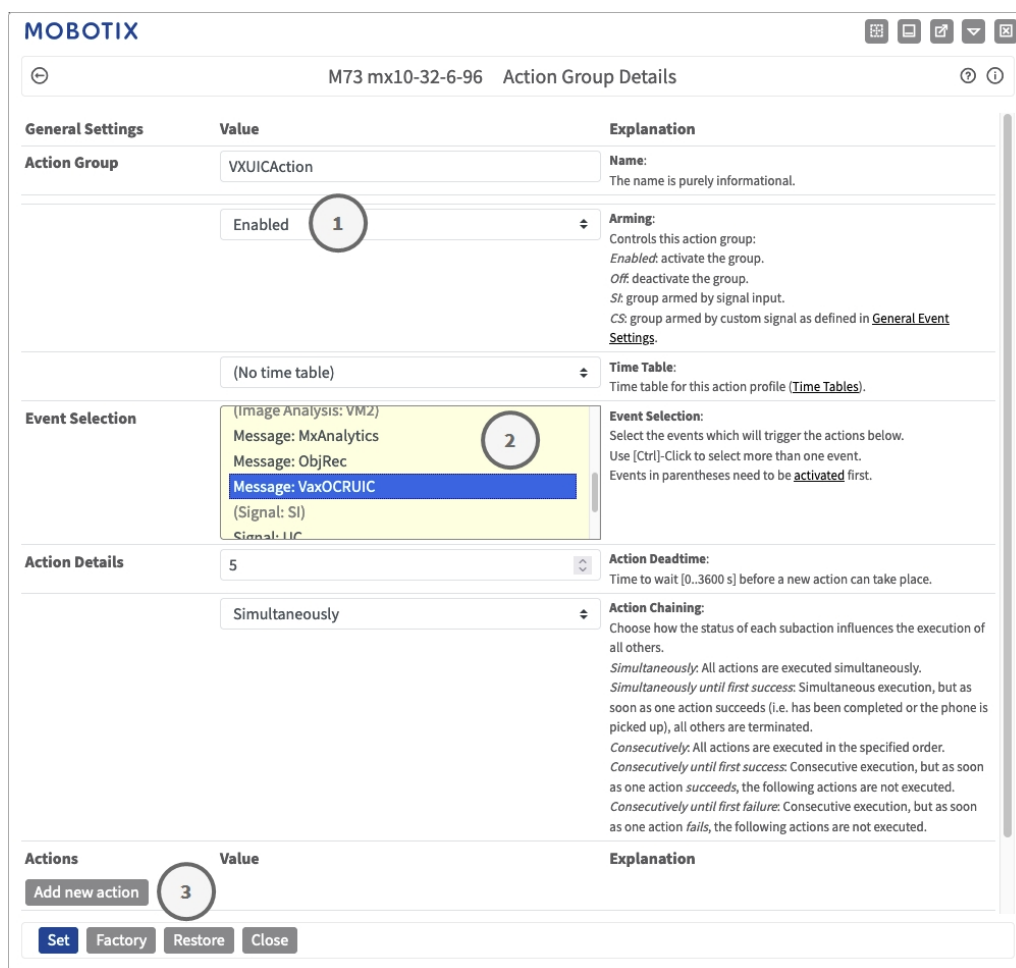 MOBOTIX
M73 mx10-32-6-96 Action Group Details
General Settings Value Explanation
Action Group VXUICAction Name:
The name is purely informational.
Enabled 1 Arming:
Controls this action group:
Enabled: activate the group.
Off: deactivate the group.
SI: group armed by signal input.
CS: group armed by custom signal as defined in General Event
Settings.
(No time table) Time Table:
Time table for this action profile (Time Tables).
Event Selection
(Image Analysis: VM2)
Message: MxAnalytics
Message: ObjRec
Message: VaxOCRUIC
(Signal: SI)
Signal: UC
2
Event Selection:
Select the events which will trigger the actions below.
Use [Ctrl]-Click to select more than one event.
Events in parentheses need to be activated first.
Action Details 5 Action Deadtime:
Time to wait [0..3600 s] before a new action can take place.
Simultaneously Action Chaining:
Choose how the status of each subaction influences the execution of
all others.
Simultaneously: All actions are executed simultaneously.
Simultaneously until first success: Simultaneous execution, but as
soon as one action succeeds (i.e. has been completed or the phone is
picked up), all others are terminated.
Consecutively: All actions are executed in the specified order.
Consecutively until first success: Consecutive execution, but as soon
as one action succeeds, the following actions are not executed.
Consecutively until first failure: Consecutive execution, but as soon
as one action fails, the following actions are not executed.
Actions Value Explanation
Add new action 3
Set Factory Restore Close